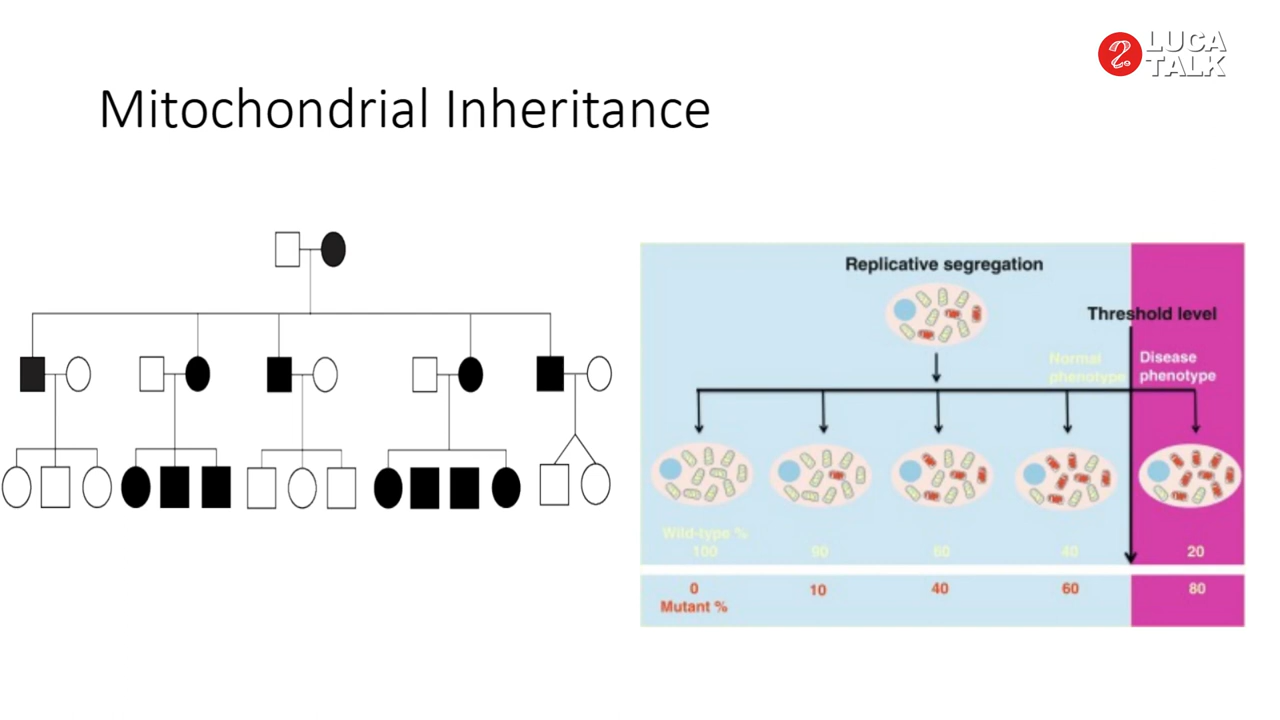 LUCA
TALK
Mitochondrial Inheritance
Replicative segregation
Threshold level
Normal
phenotype
Disease
phenotype
Wild-type %
100 90 60 40 20
0 10 40 60 80
Mutant %